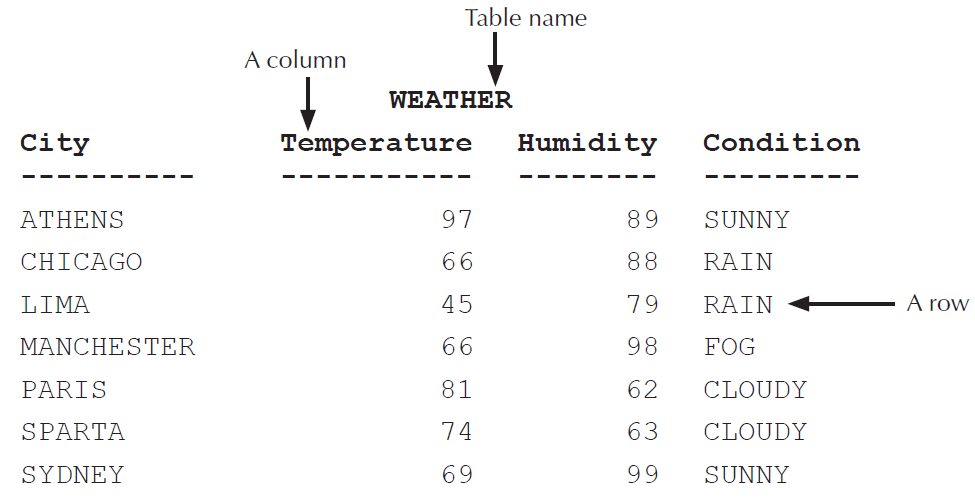 Table name
A column
WEATHER
City Temperature Humidity Condition
---------- ----------- -------- ---------
ATHENS 97 89 SUNNY
CHICAGO 66 88 RAIN
LIMA 45 79 RAIN A row
MANCHESTER 66 98 FOG
PARIS 81 62 CLOUDY
SPARTA 74 63 CLOUDY
SYDNEY 69 99 SUNNY